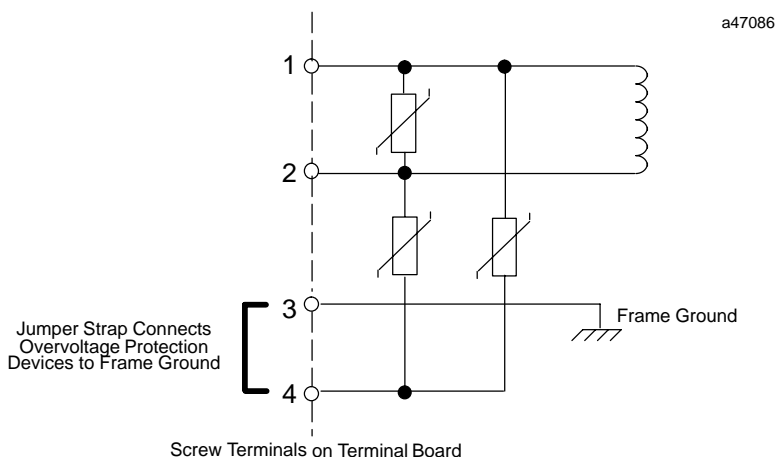 a47086
1
2
3
Frame Ground
Jumper Strap Connects
Overvoltage Protection
Devices to Frame Ground
4
Screw Terminals on Terminal Board